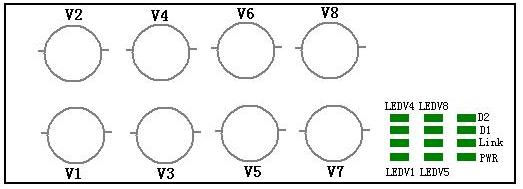 V2 V4 V6 V8
LEDV4 LEDV8
D2
D1
Link
PWR
V1 V3 V5 V7 LEDV1 LEDV5